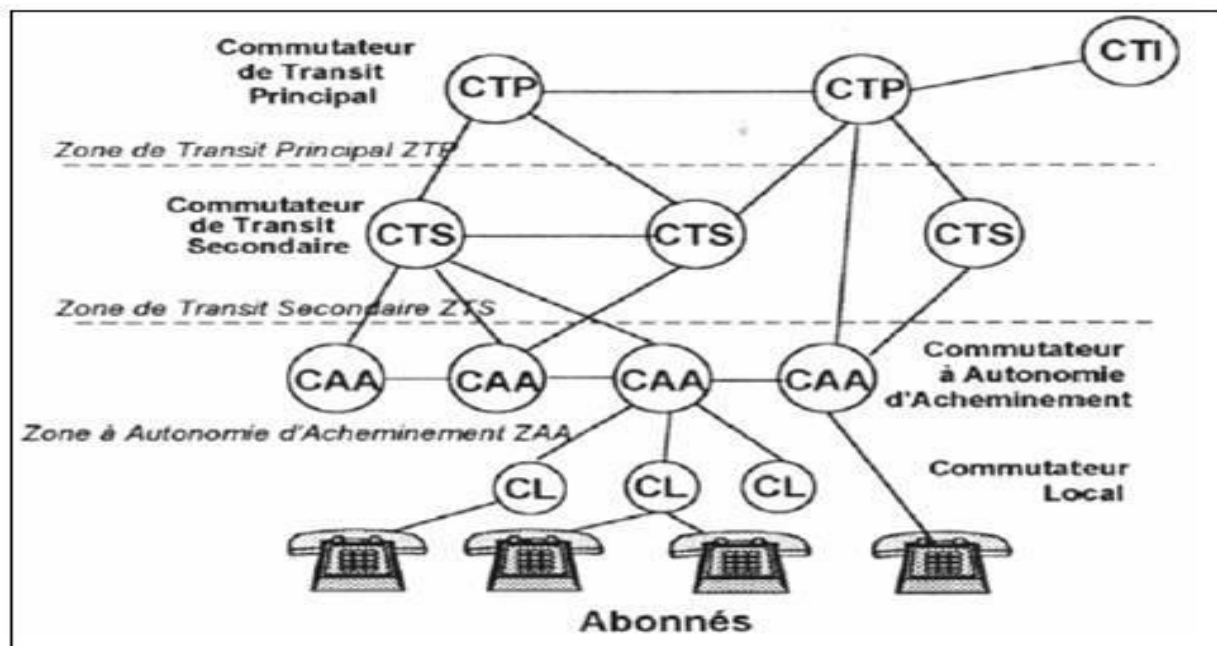 Commutateur
de Transit
Principal
CTP
CTP
CTI
Zone de Transit Principal ZTP
Commutateur
de Transit
Secondaire
CTS
CTS
CTS
Zone de Transit Secondaire ZTS
CAA
CAA
CAA
CAA
Commutateur
à Autonomie
d'Acheminement
Zone à Autonomie d'Acheminement ZAA
CL
CL
CL
Commutateur
Local
Abonnés